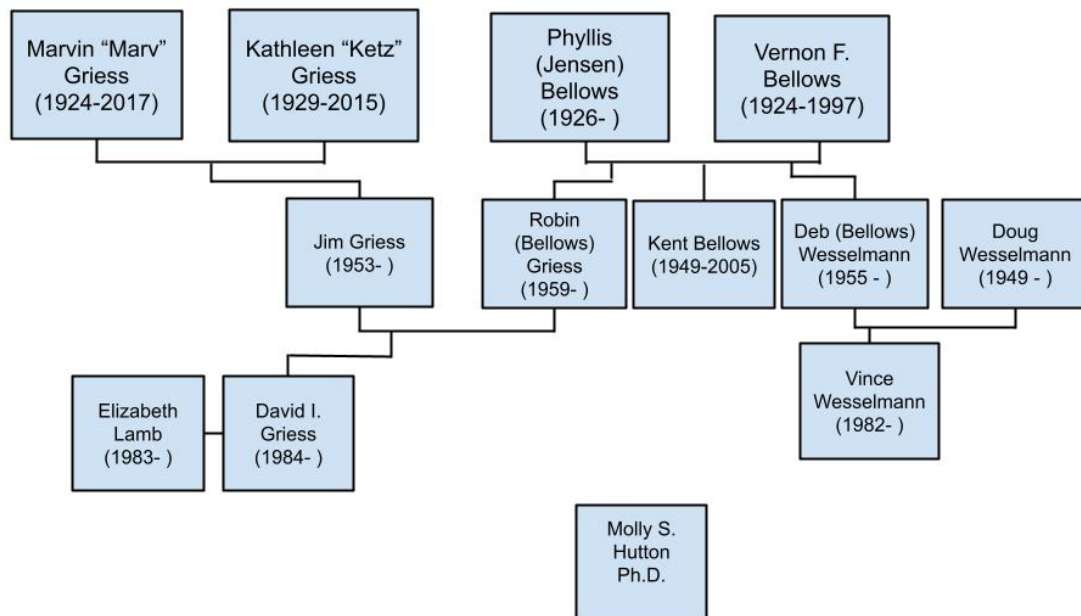 Marvin “Marv”
Griess
(1924-2017)
Kathleen “Ketz”
Griess
(1929-2015)
Phyllis
(Jensen)
Bellows
(1926- )
Vernon F.
Bellows
(1924-1997)
Jim Griess
(1953- )
Robin
(Bellows)
Griess
(1959- )
Kent Bellows
(1949-2005)
Deb (Bellows)
Wesselmann
(1955 - )
Doug
Wesselmann
(1949 - )
Elizabeth
Lamb
(1983- )
David I.
Griess
(1984- )
Vince
Wesselmann
(1982- )
Molly S.
Hutton
Ph.D.